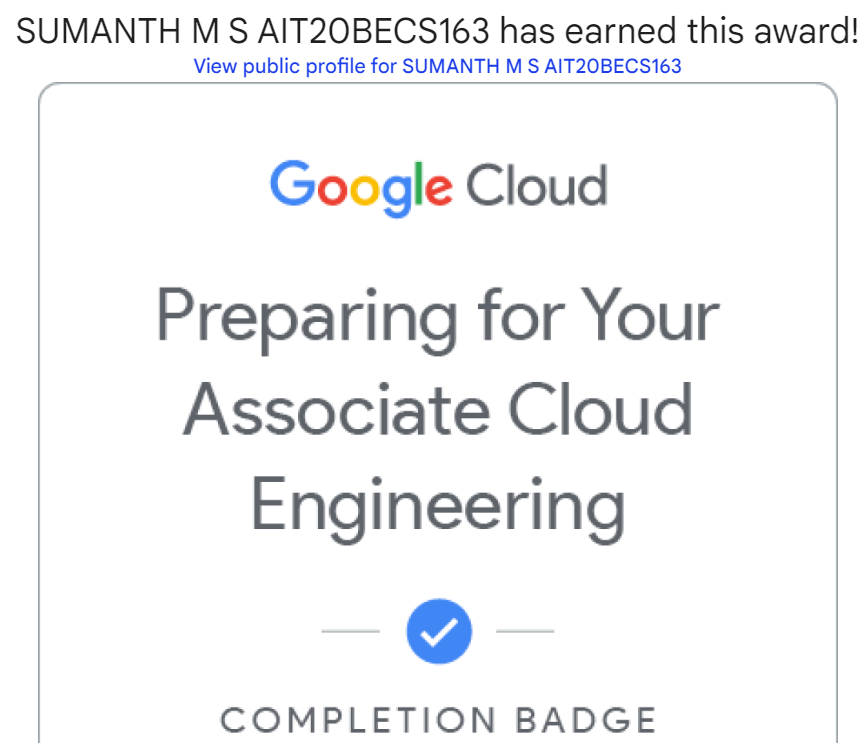 SUMANTH M S AIT20BECS163 has earned this award!
View public profile for SUMANTH M S AIT20BECS163
Google Cloud
Preparing for Your
Associate Cloud
Engineering
COMPLETION BADGE